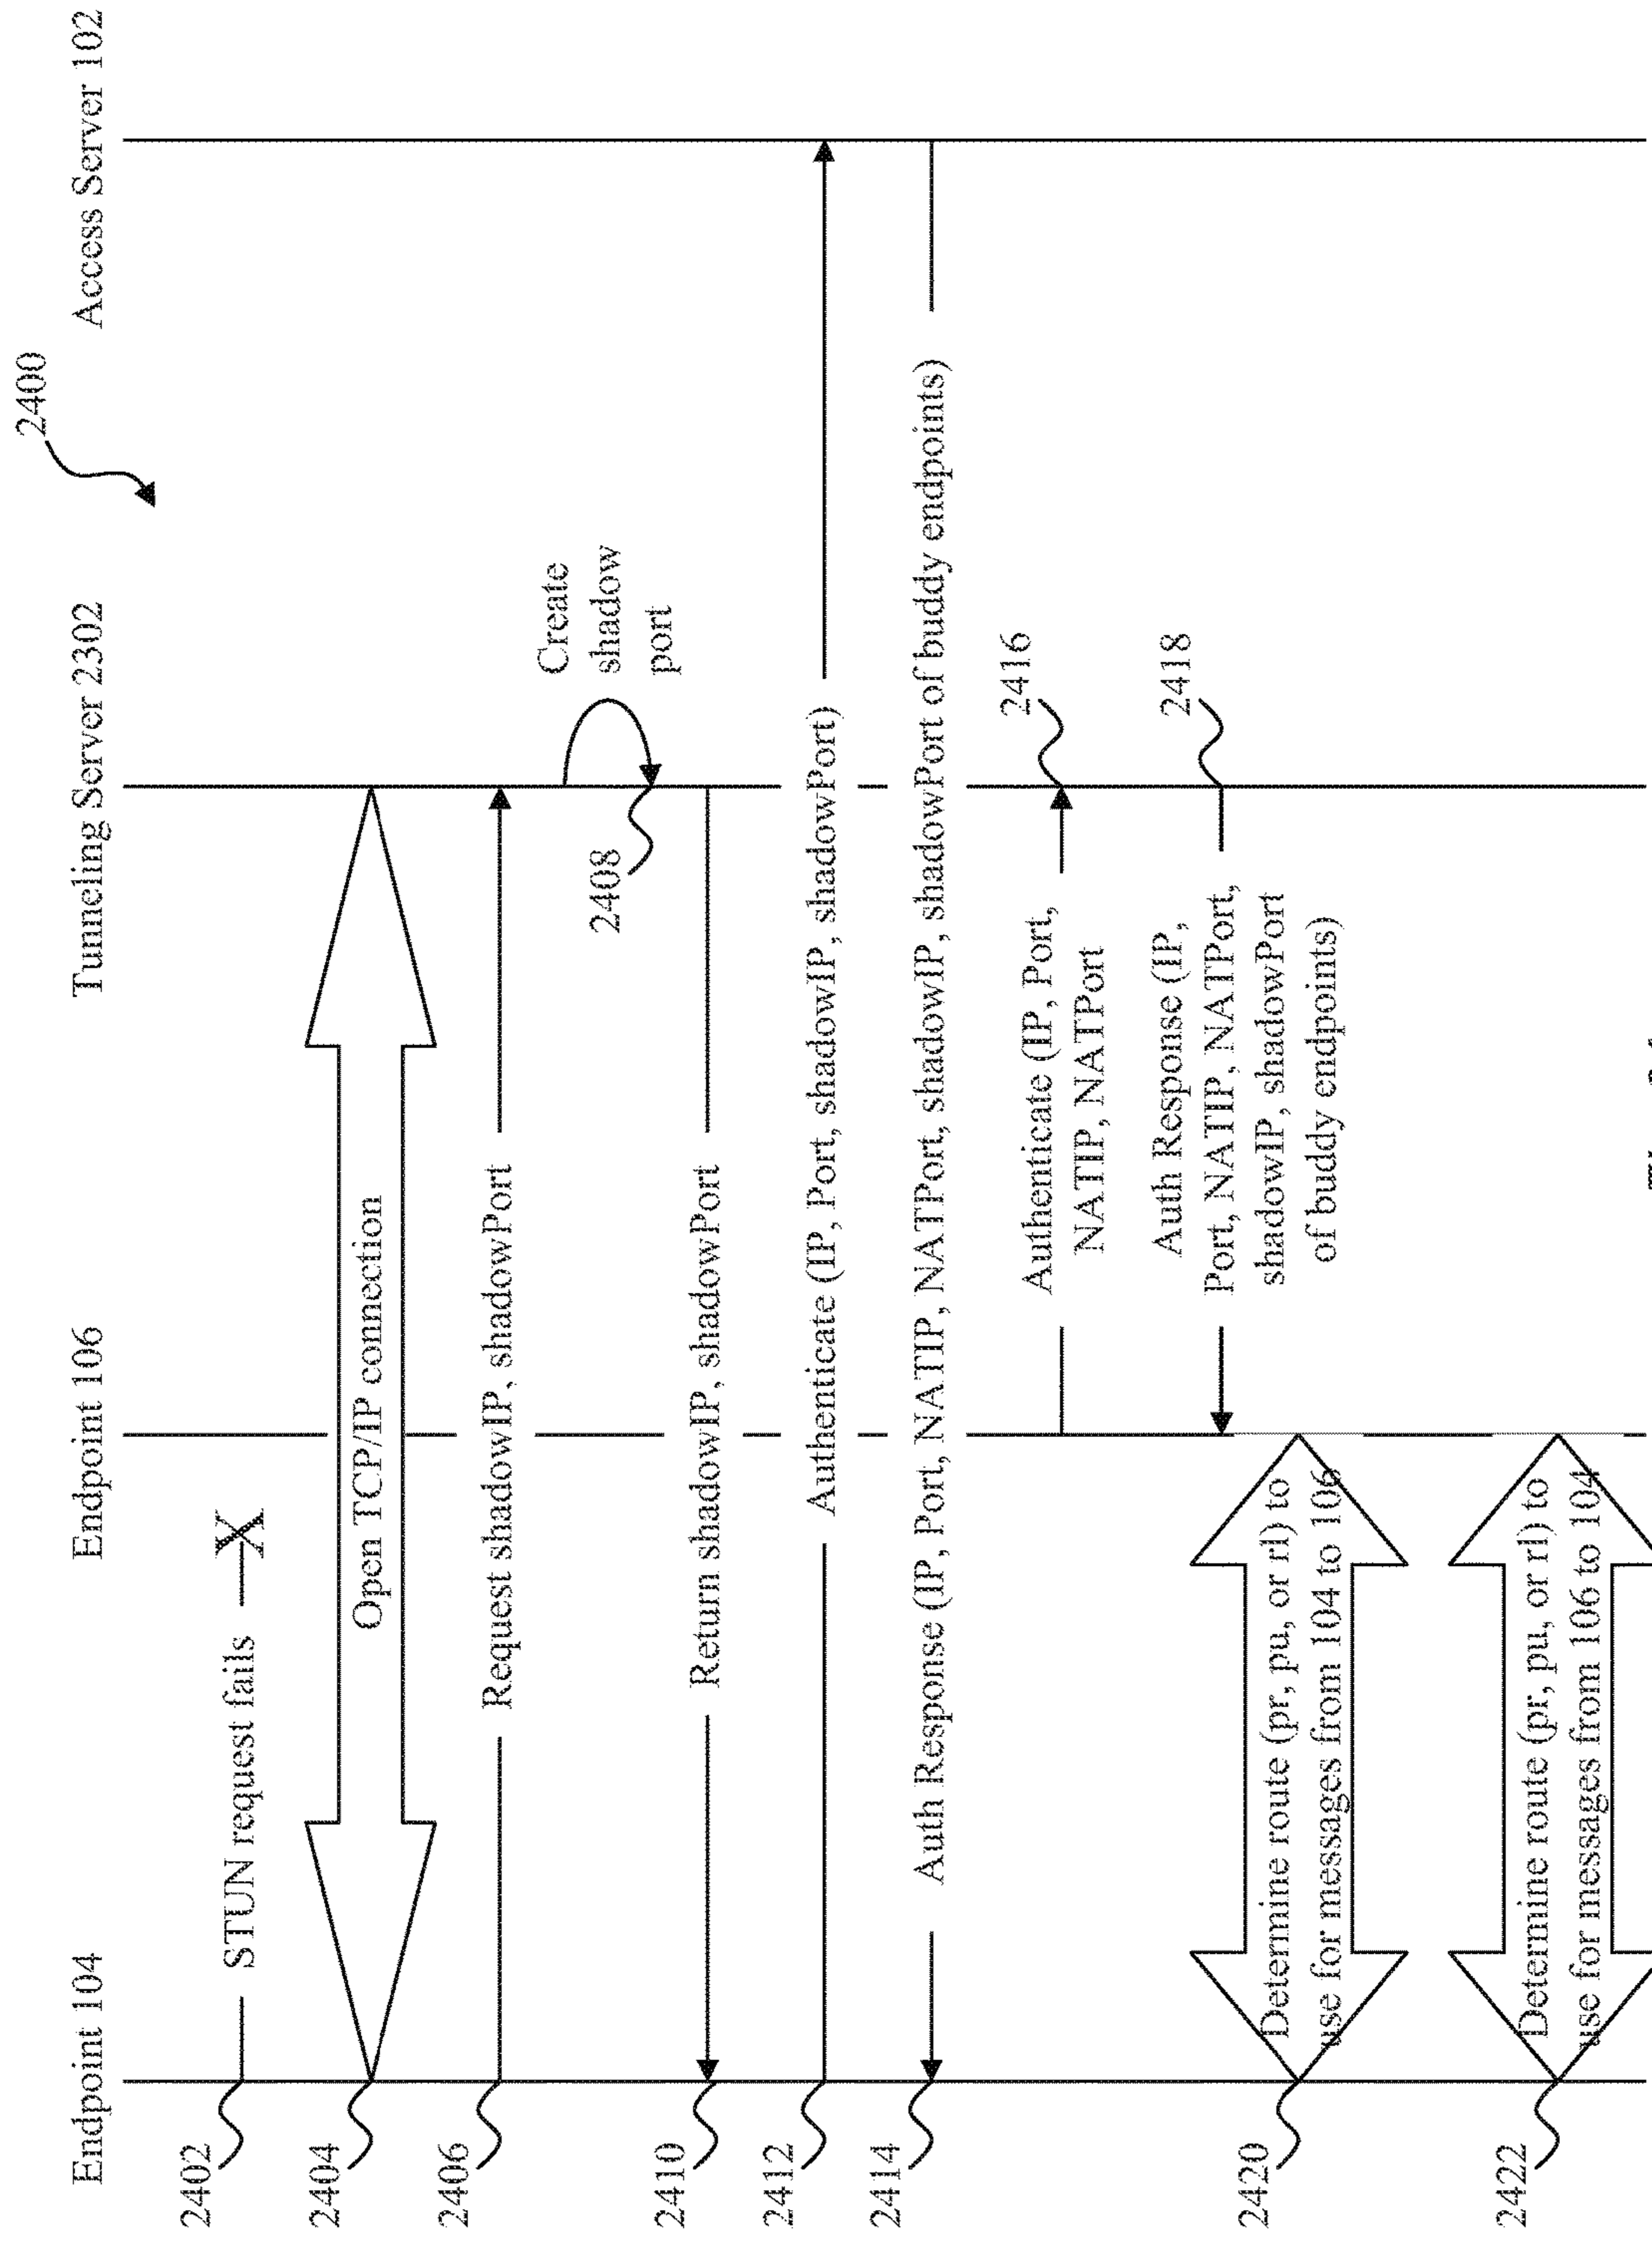 2400
Endpoint 104
Endpoint 106
Tunneling Server 2302
Access Server 102
2402
STUN request fails
X
2404
Open TCP/IP connection
2406
Request shadowIP, shadowPort
Create
shadow
port
2408
2410
Return shadowIP, shadowPort
2412
Authenticate (IP, Port, shadowIP, shadowPort)
2414
Auth Response (IP, Port, NATIP, NATPort, shadowIP, shadowPort of buddy endpoints)
Authenticate (IP, Port,
NATIP, NATPort
2416
Auth Response (IP,
Port, NATIP, NATPort,
shadowIP, shadowPort
of buddy endpoints)
2418
2420
Determine route (pr, pu, or rl) to
use for messages from 104 to 106
2422
Determine route (pr, pu, or rl) to
use for messages from 106 to 104